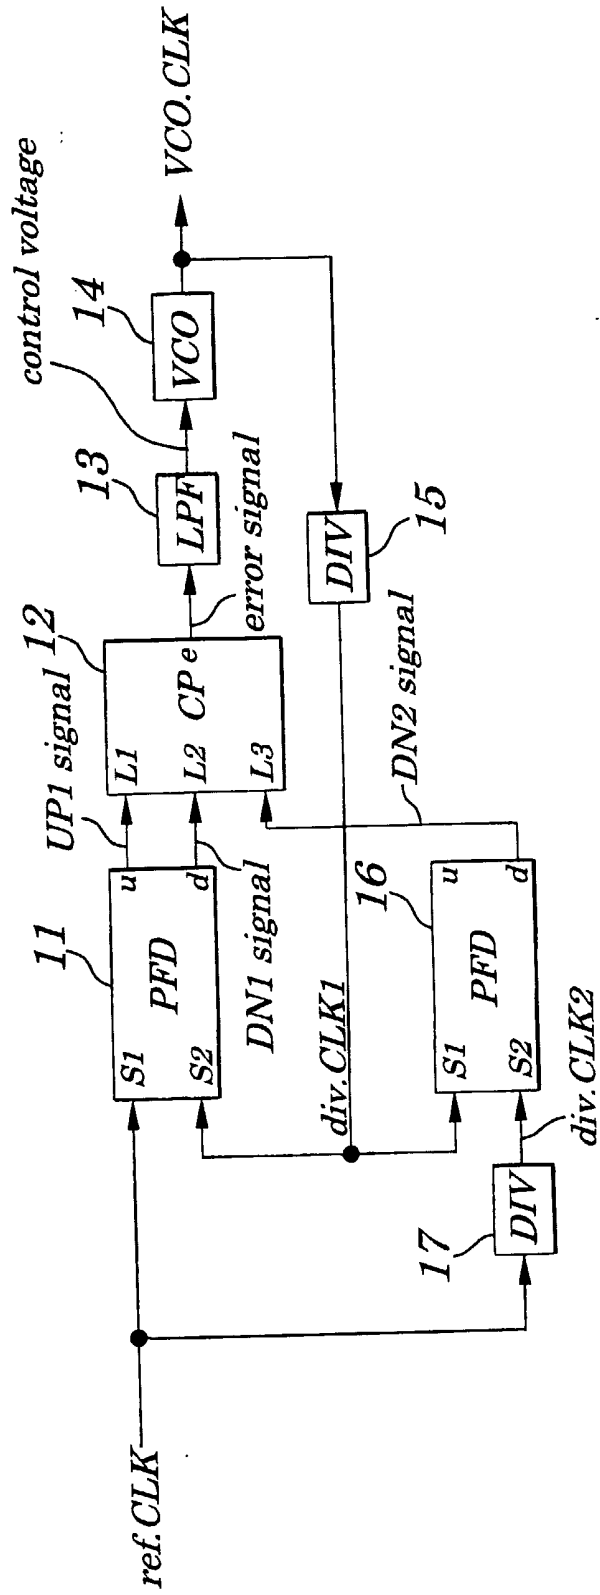 ref.CLK
11
S1
S2
PFD
u
d
UP1 signal
DN1 signal
12
L1
L2
L3
CP
e
error signal
13
LPF
control voltage
14
VCO
VCO.CLK
15
DIV
div.CLK1
16
S1
S2
PFD
u
d
DN2 signal
17
DIV
div.CLK2